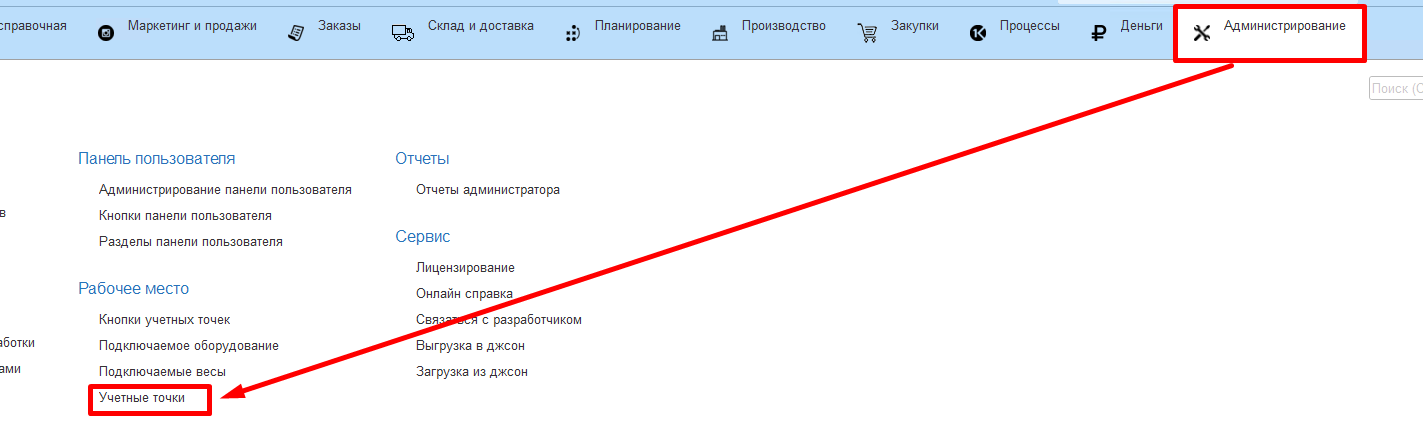 справочная
Маркетинг и продажи
Заказы
Склад и доставка
Планирование
Производство
Закупки
Процессы
Деньги
Администрирование
Поиск (C
Панель пользователя
Администрирование панели пользователя
Кнопки панели пользователя
Разделы панели пользователя
Рабочее место
Кнопки учетных точек
Подключаемое оборудование
Подключаемые весы
Учетные точки
Отчеты
Отчеты администратора
Сервис
Лицензирование
Онлайн справка
Связаться с разработчиком
Выгрузка в джсон
Загрузка из джсон
в
аботки
ами